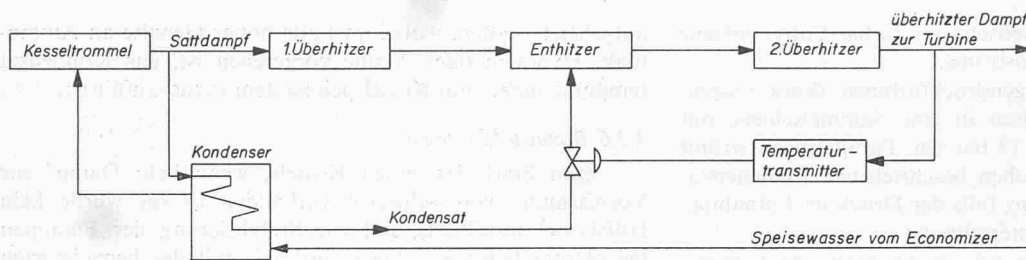 Kesseltrommel
Sattdampf
1.Überhitzer
Enthitzer
2.Überhitzer
überhitzter Dampf
zur Turbine
Kondenser
Temperatur-
transmitter
Kondensat
Speisewasser vom Economizer